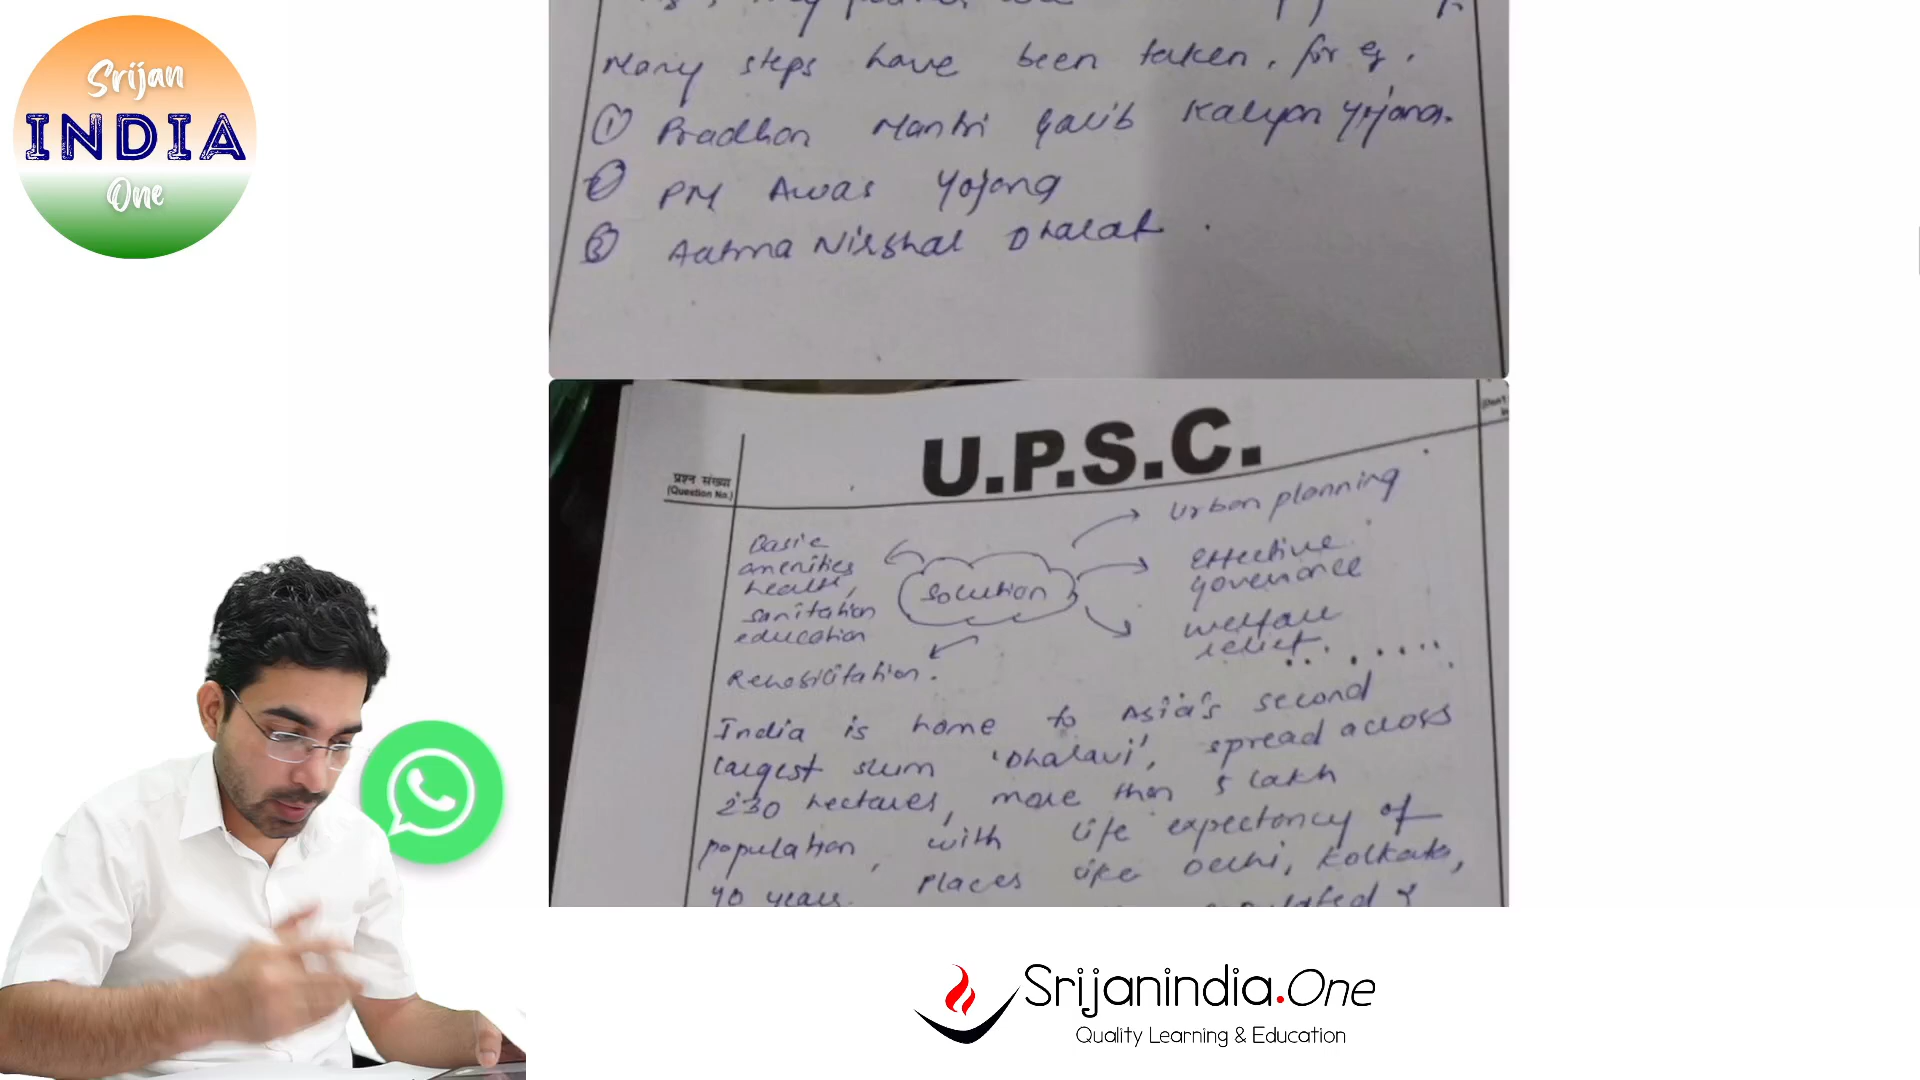 Srijan
INDIA
One
Many steps have been taken, for eg.
① Pradhan Mantri Garib Kalyan Yojana.
② PM Awas Yojana
③ Aatma Nirbhar Bharat.
U.P.S.C.
प्रश्न संख्या
(Question No.)
Urban planning
Basic
amenities
health,
sanitation
education
Solution
Effective
governance
welfare
relief.
Rehabilitation.
India is home to Asia's second
largest slum 'Dharavi', spread across
230 hectares, more than 5 lakh
population, with life expectancy of
40 years. Places like Delhi, Kolkata,
Srijanindia.One
Quality Learning & Education